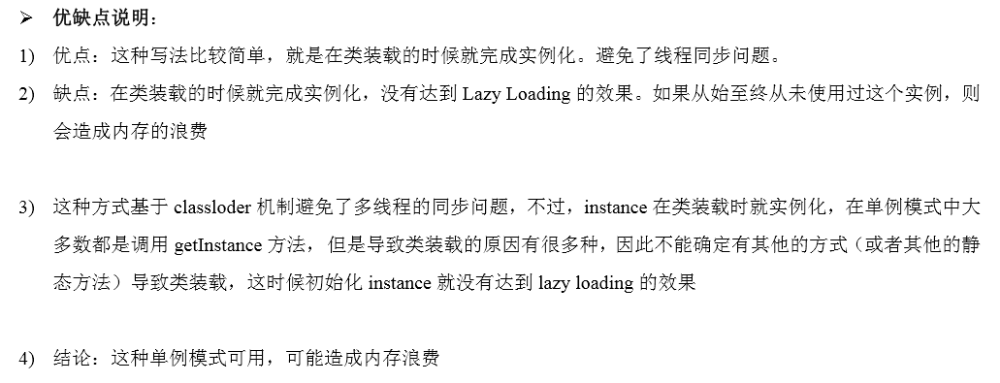 ➢ 优缺点说明：
1) 优点：这种写法比较简单，就是在类装载的时候就完成实例化。避免了线程同步问题。
2) 缺点：在类装载的时候就完成实例化，没有达到 Lazy Loading 的效果。如果从始至终从未使用过这个实例，则
会造成内存的浪费
3) 这种方式基于 classloder 机制避免了多线程的同步问题，不过，instance 在类装载时就实例化，在单例模式中大
多数都是调用 getInstance 方法， 但是导致类装载的原因有很多种，因此不能确定有其他的方式（或者其他的静
态方法）导致类装载，这时候初始化 instance 就没有达到 lazy loading 的效果
4) 结论：这种单例模式可用，可能造成内存浪费